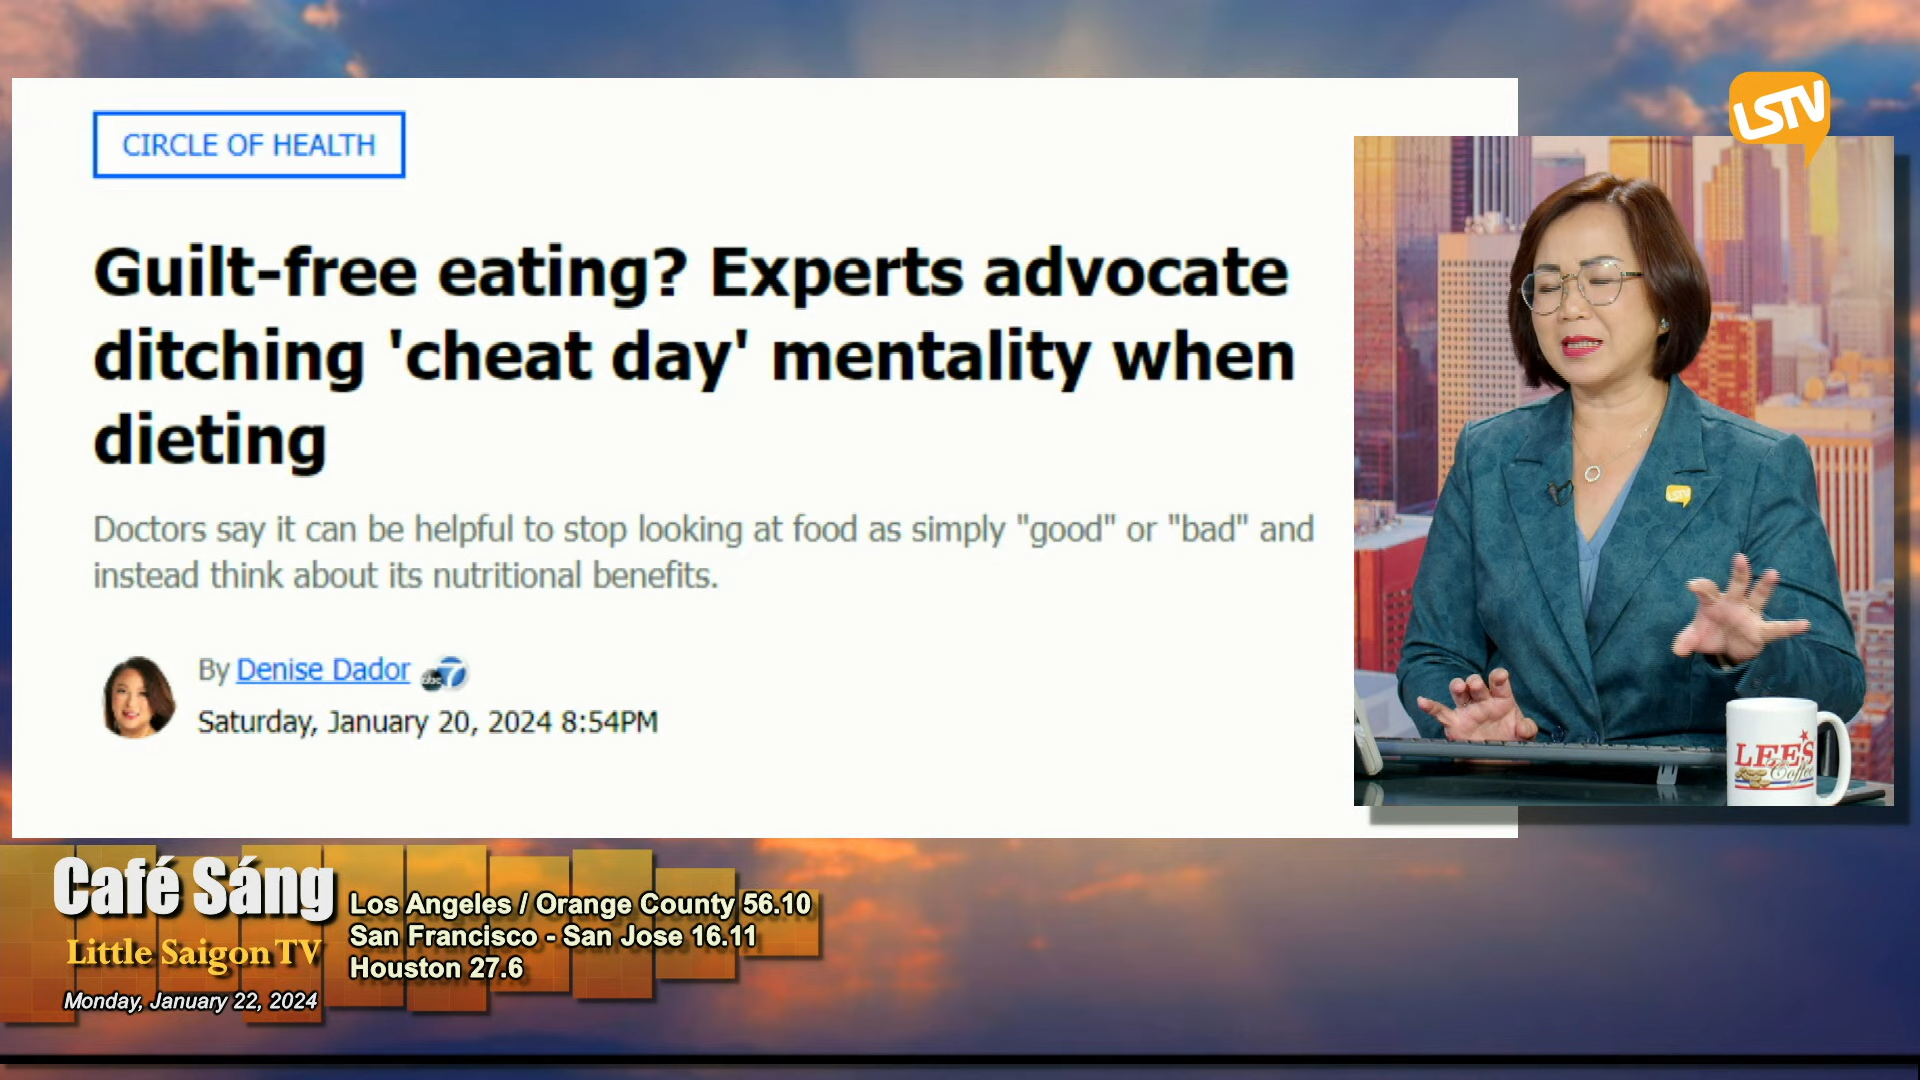 CIRCLE OF HEALTH
LSTV
Guilt-free eating? Experts advocate
ditching 'cheat day' mentality when
dieting
Doctors say it can be helpful to stop looking at food as simply "good" or "bad" and
instead think about its nutritional benefits.
By Denise Dador abc 7
Saturday, January 20, 2024 8:54PM
LSTV
LEE'S
Coffee
Café Sáng
Little Saigon TV
Monday, January 22, 2024
Los Angeles / Orange County 56.10
San Francisco - San Jose 16.11
Houston 27.6